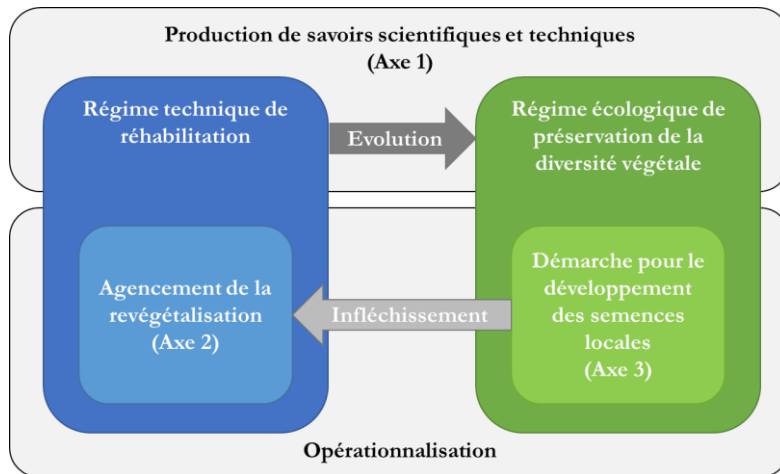 Production de savoirs scientifiques et techniques
(Axe 1)
Régime technique de
réhabilitation
Evolution
Régime écologique de
préservation de la
diversité végétale
Agencement de la
revégétalisation
(Axe 2)
Infléchissement
Démarche pour le
développement
des semences
locales
(Axe 3)
Opérationnalisation